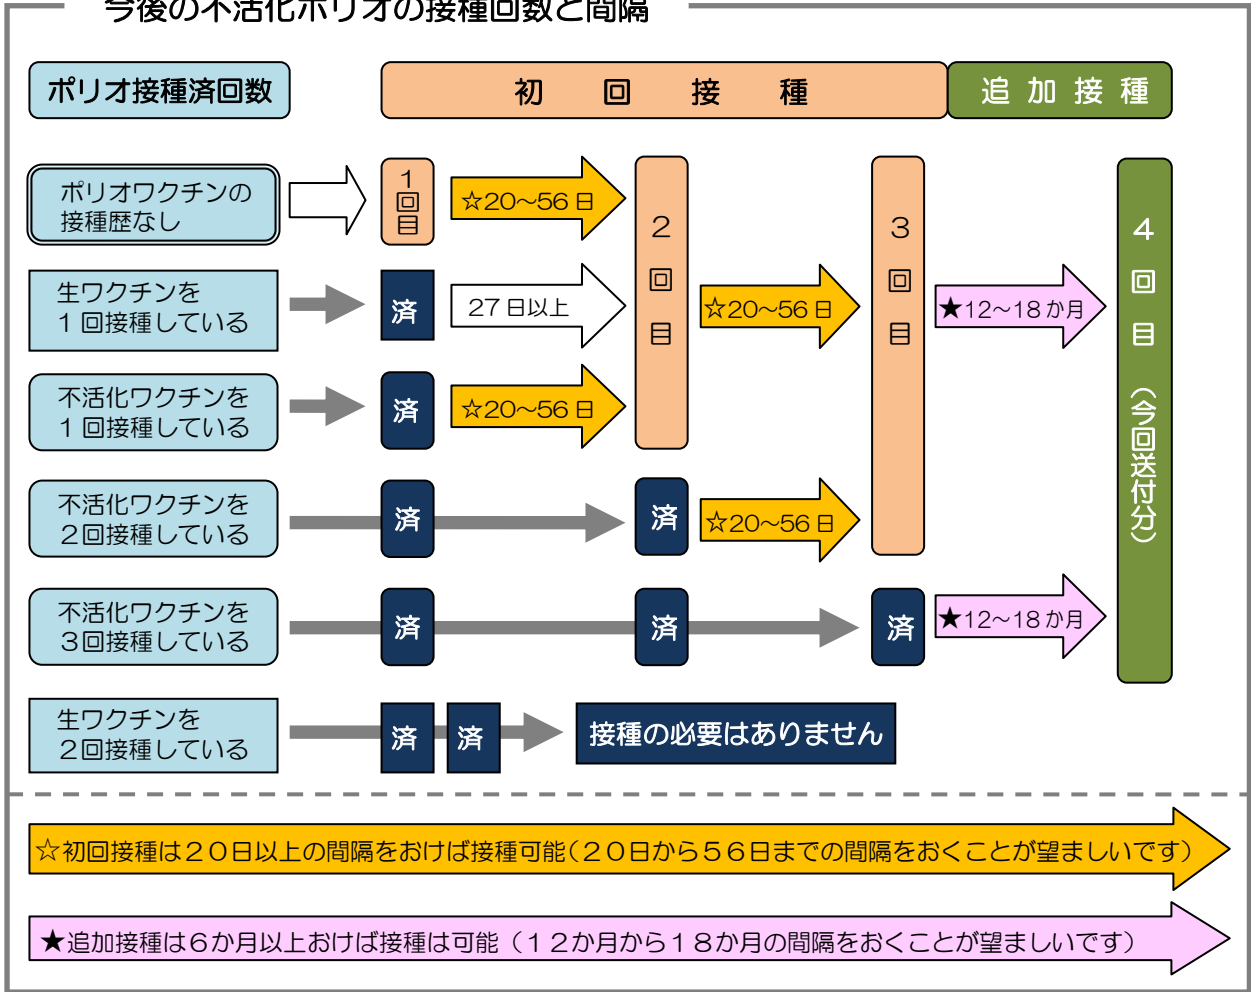 今後の不活化ポリオの接種回数と間隔
ポリオ接種済回数
初回接種
追加接種
ポリオワクチンの
接種歴なし
1回目
☆20～56日
2回目
3回目
4回目（今回送付分）
生ワクチンを
1回接種している
済
27日以上
☆20～56日
★12～18か月
不活化ワクチンを
1回接種している
済
☆20～56日
不活化ワクチンを
2回接種している
済
済
☆20～56日
不活化ワクチンを
3回接種している
済
済
済
★12～18か月
生ワクチンを
2回接種している
済
済
接種の必要はありません
☆初回接種は２０日以上の間隔をおけば接種可能（２０日から５６日までの間隔をおくことが望ましいです）
★追加接種は６か月以上おけば接種は可能（１２か月から１８か月の間隔をおくことが望ましいです）